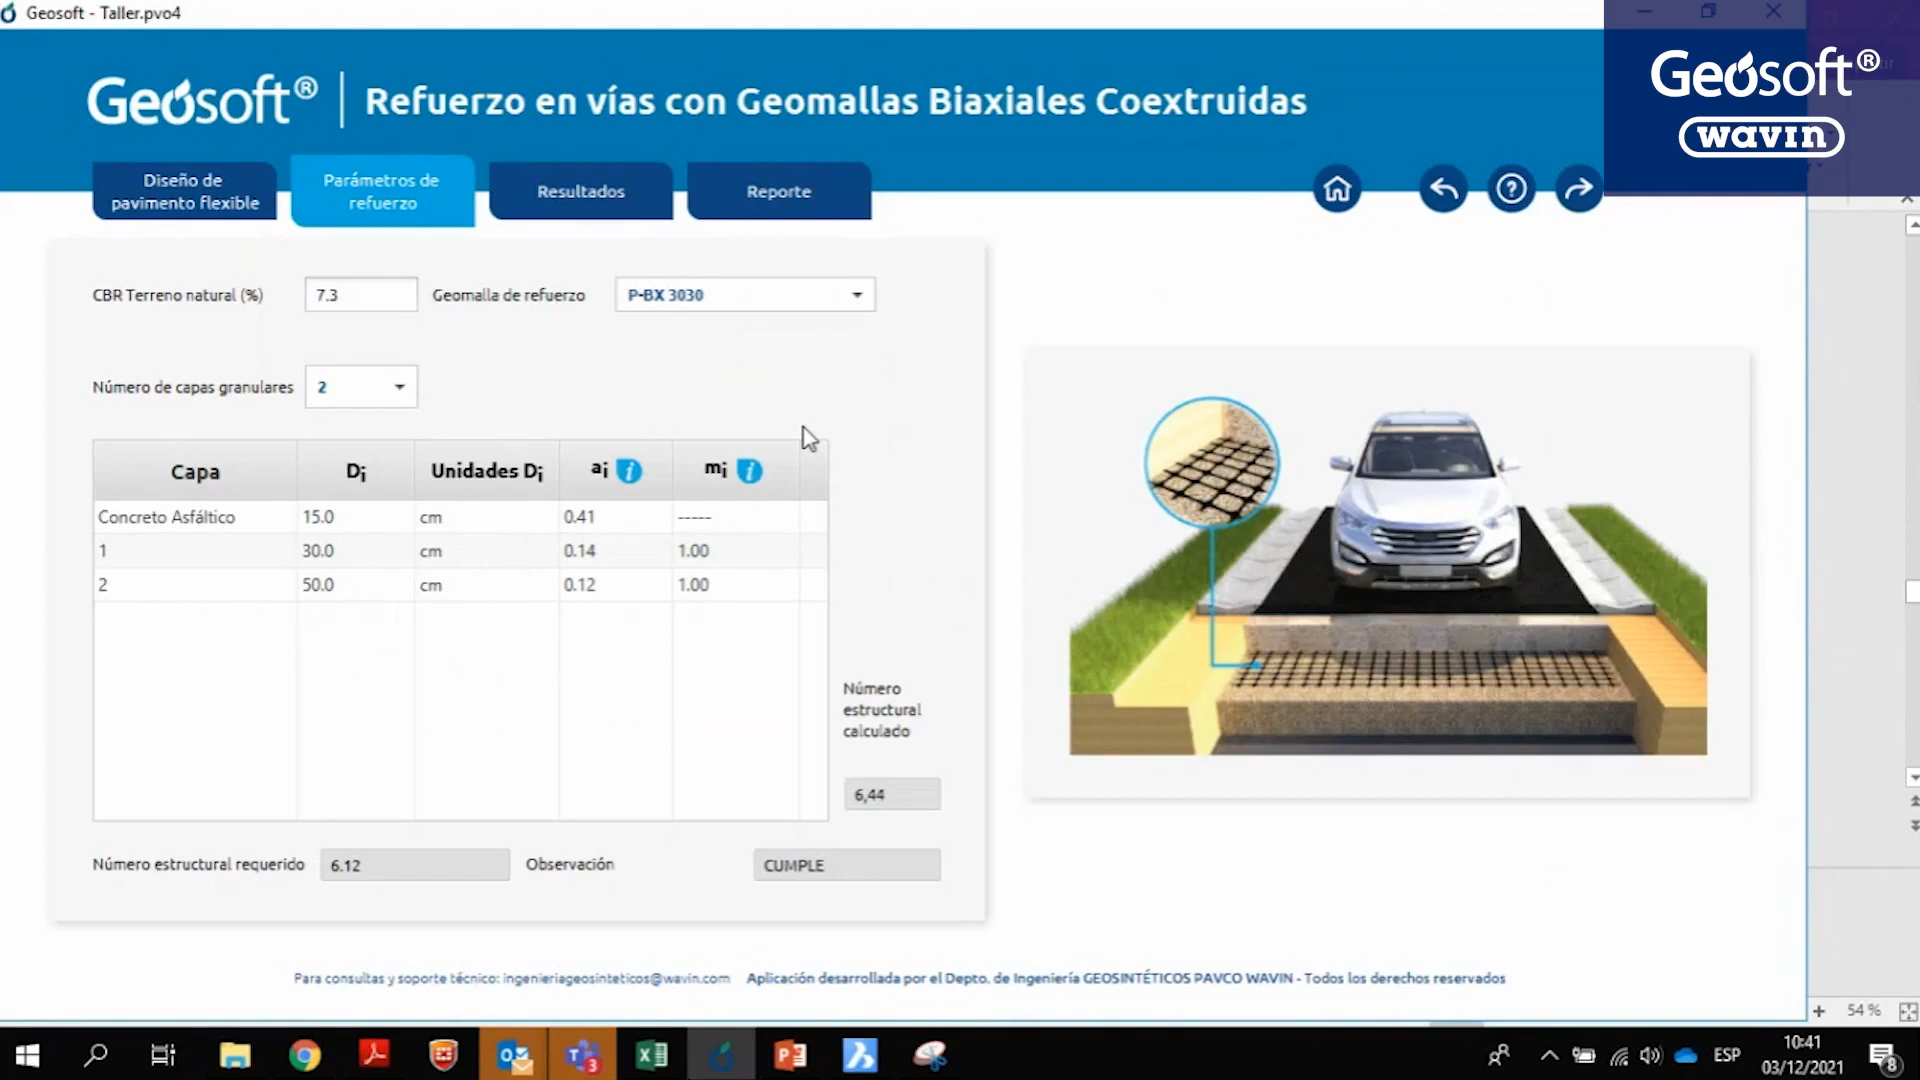 Geosoft - Taller.pvo4
Geosoft®
wavin
Geosoft® | Refuerzo en vías con Geomallas Biaxiales Coextruidas
Diseño de
pavimento flexible
Parámetros de
refuerzo
Resultados
Reporte
CBR Terreno natural (%)
7.3
Geomalla de refuerzo
P-BX 3030
Número de capas granulares
2
Capa Di Unidades Di ai i mi i
Concreto Asfáltico 15.0 cm 0.41 -----
1 30.0 cm 0.14 1.00
2 50.0 cm 0.12 1.00
Número
estructural
calculado
6,44
Número estructural requerido
6.12
Observación
CUMPLE
Para consultas y soporte técnico: ingenieriageosinteticos@wavin.com Aplicación desarrollada por el Depto. de Ingeniería GEOSINTÉTICOS PAVCO WAVIN - Todos los derechos reservados
54 %
ESP
10:41
03/12/2021
3
8